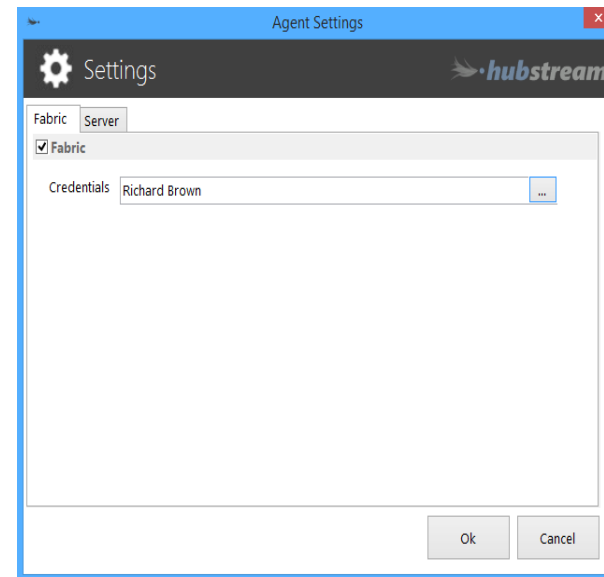 Agent Settings
x
Settings
hubstream
Fabric Server
Fabric
Credentials Richard Brown ...
Ok Cancel